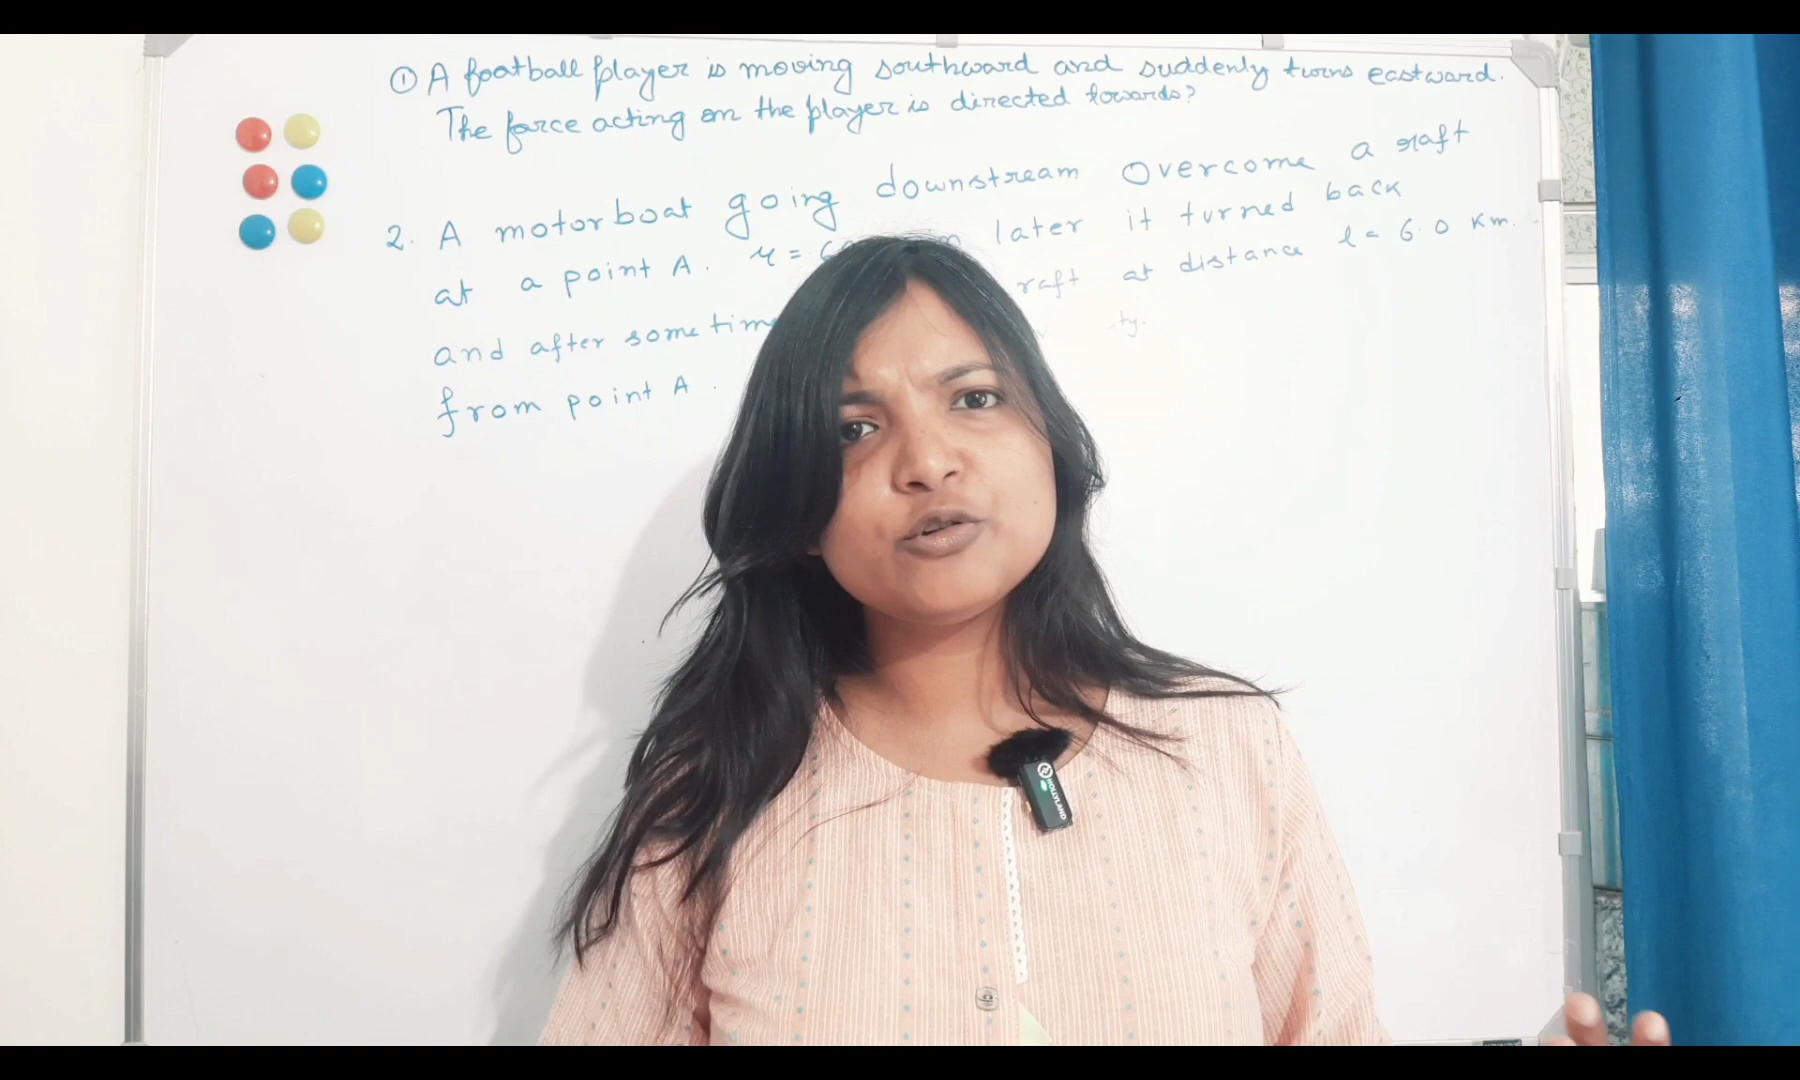 ① A football player is moving southward and suddenly turns eastward.
The force acting on the player is directed towards?
2. A motorboat going downstream overcome a raft
at a point A. later it turned back
and after some time raft at distance l = 6.0 Km.
from point A.
HOLLYLAND